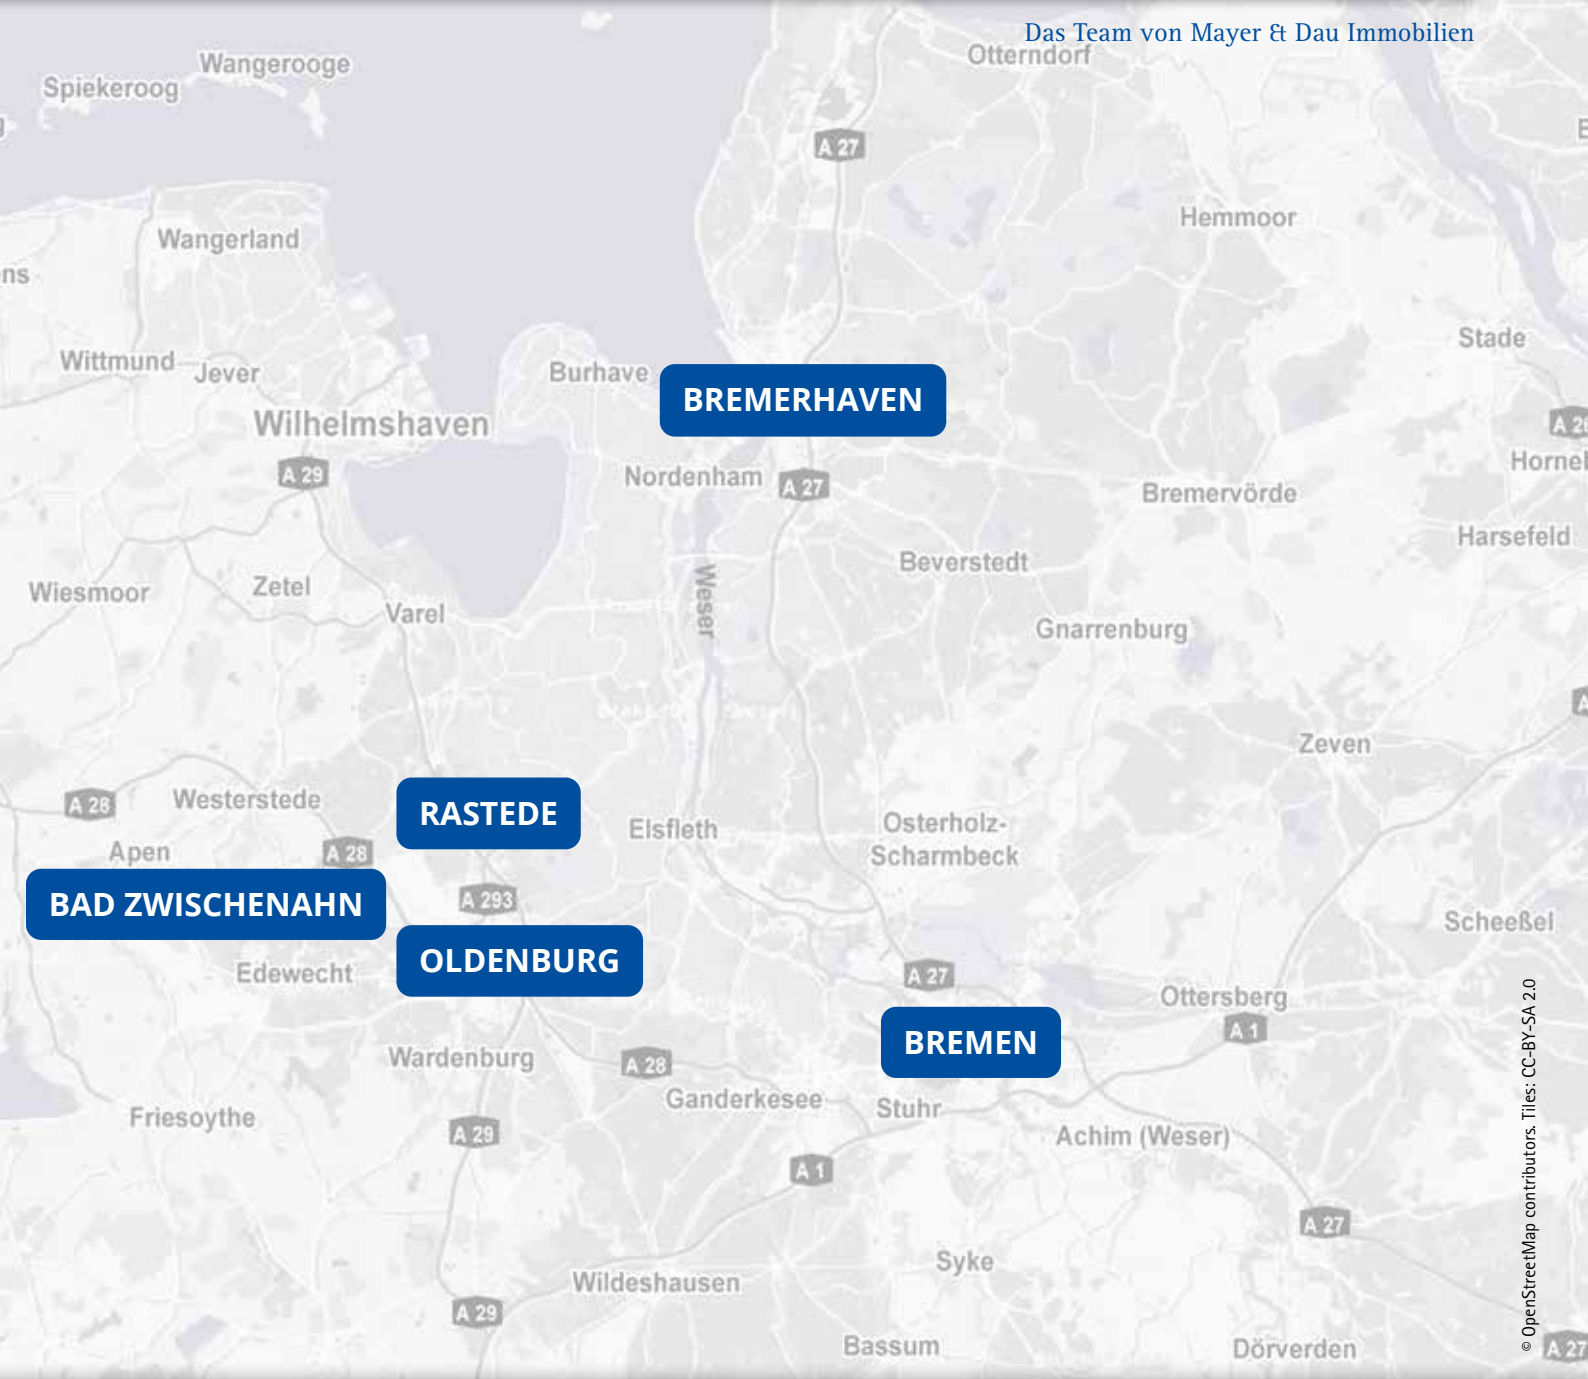 Das Team von Mayer & Dau Immobilien
Otterndorf
Wangerooge
Spiekeroog
A 27
Hemmoor
Wangerland
ns
Stade
Wittmund
Jever
Burhave
BREMERHAVEN
Wilhelmshaven
A 26
A 29
Nordenham
A 27
Hornel
Bremervörde
Harsefeld
Beverstedt
Wiesmoor
Zetel
Weser
Varel
Gnarrenburg
Zeven
A 28
Westerstede
RASTEDE
Elsfleth
Osterholz-
Scharmbeck
Apen
A 28
BAD ZWISCHENAHN
A 293
Scheeßel
OLDENBURG
Edewecht
A 27
Ottersberg
A 1
BREMEN
Wardenburg
A 28
Ganderkesee
Stuhr
Friesoythe
A 29
Achim (Weser)
A 1
A 27
Syke
Wildeshausen
A 29
Bassum
Dörverden
A 27
© OpenStreetMap contributors. Tiles: CC-BY-SA 2.0